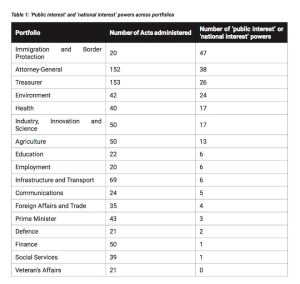 Table 1: 'Public interest' and 'national interest' powers across portfolios
Portfolio Number of Acts administered Number of 'public interest' or
'national interest' powers
Immigration and Border
Protection 20 47
Attorney-General 152 38
Treasurer 153 26
Environment 42 24
Health 40 17
Industry, Innovation and
Science 50 17
Agriculture 50 13
Education 22 6
Employment 20 6
Infrastructure and Transport 69 6
Communications 24 5
Foreign Affairs and Trade 35 4
Prime Minister 43 3
Defence 21 2
Finance 50 1
Social Services 39 1
Veteran's Affairs 21 0